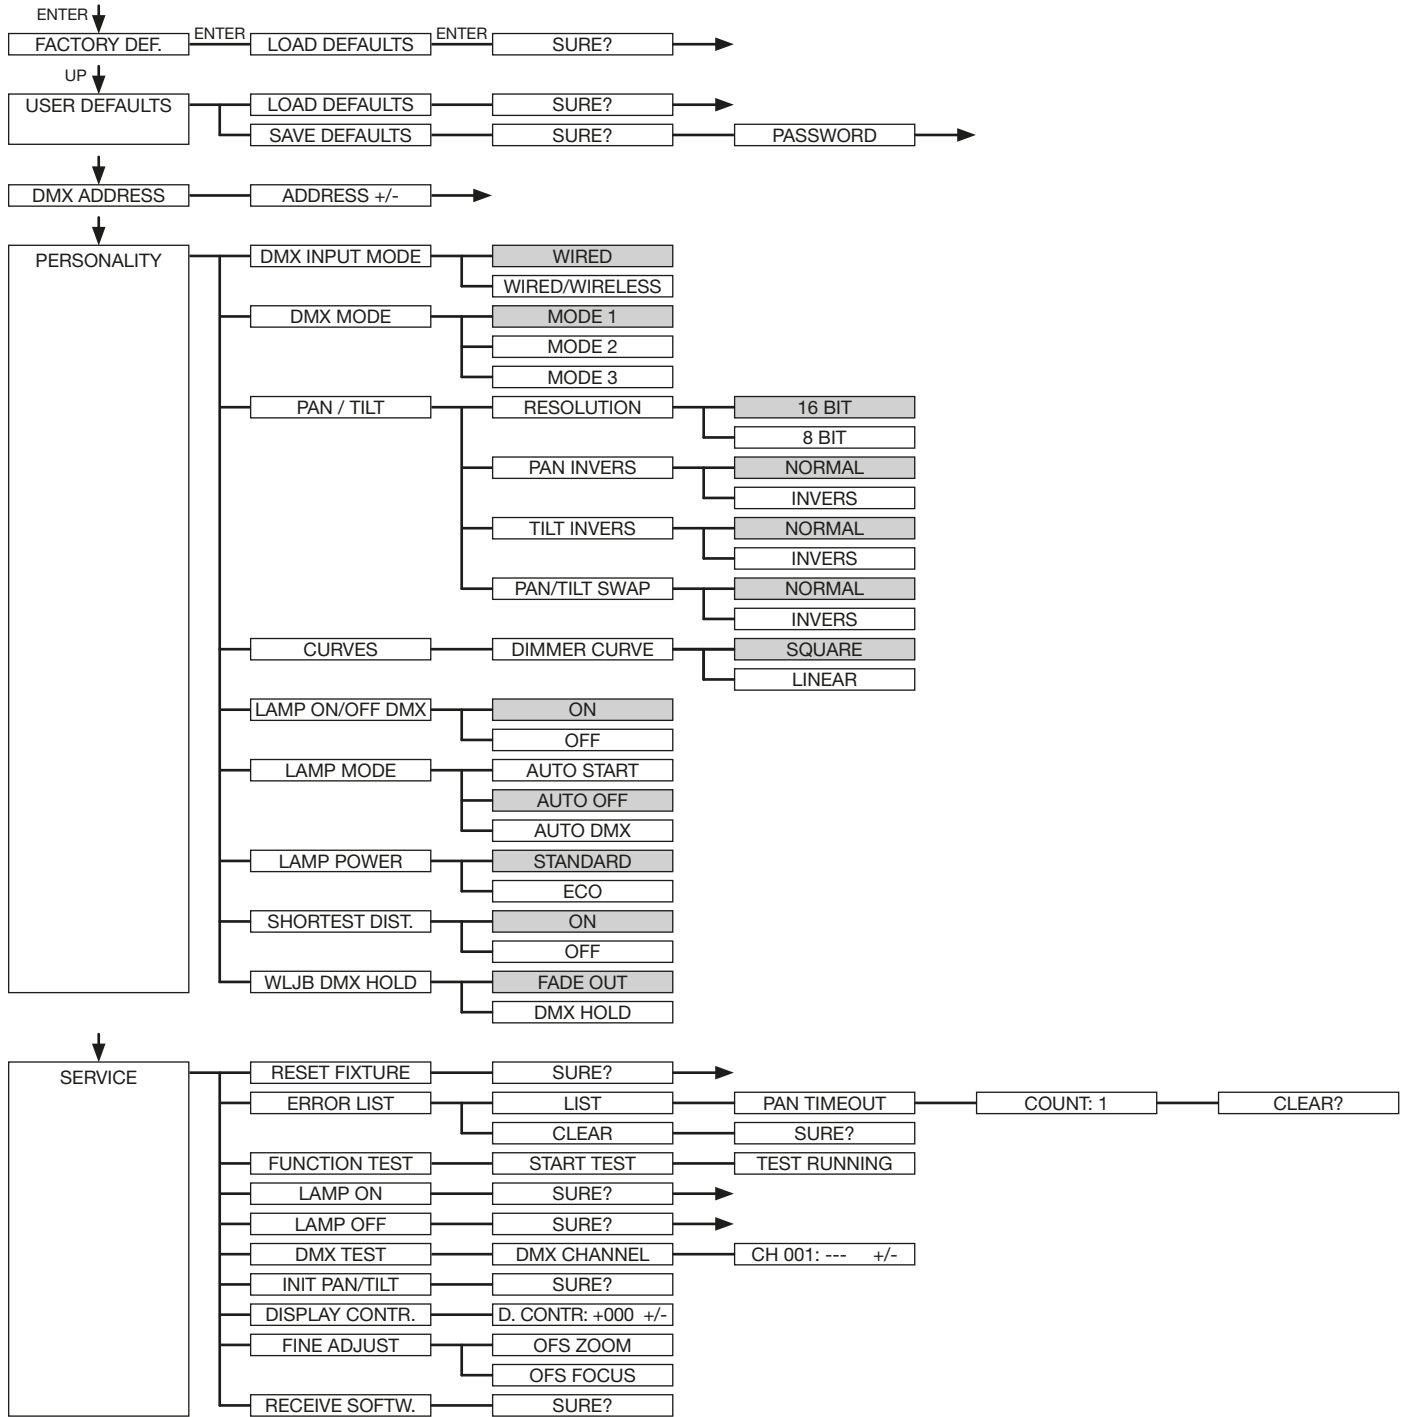 ENTER
FACTORY DEF. ENTER LOAD DEFAULTS ENTER SURE?
UP
USER DEFAULTS LOAD DEFAULTS SURE?
SAVE DEFAULTS SURE? PASSWORD
DMX ADDRESS ADDRESS +/-
PERSONALITY DMX INPUT MODE WIRED
WIRED/WIRELESS
DMX MODE MODE 1
MODE 2
MODE 3
PAN / TILT RESOLUTION 16 BIT
8 BIT
PAN INVERS NORMAL
INVERS
TILT INVERS NORMAL
INVERS
PAN/TILT SWAP NORMAL
INVERS
CURVES DIMMER CURVE SQUARE
LINEAR
LAMP ON/OFF DMX ON
OFF
LAMP MODE AUTO START
AUTO OFF
AUTO DMX
LAMP POWER STANDARD
ECO
SHORTEST DIST. ON
OFF
WLJB DMX HOLD FADE OUT
DMX HOLD
SERVICE RESET FIXTURE SURE?
ERROR LIST LIST PAN TIMEOUT COUNT: 1 CLEAR?
CLEAR SURE?
FUNCTION TEST START TEST TEST RUNNING
LAMP ON SURE?
LAMP OFF SURE?
DMX TEST DMX CHANNEL CH 001: --- +/-
INIT PAN/TILT SURE?
DISPLAY CONTR. D. CONTR: +000 +/-
FINE ADJUST OFS ZOOM
OFS FOCUS
RECEIVE SOFTW. SURE?